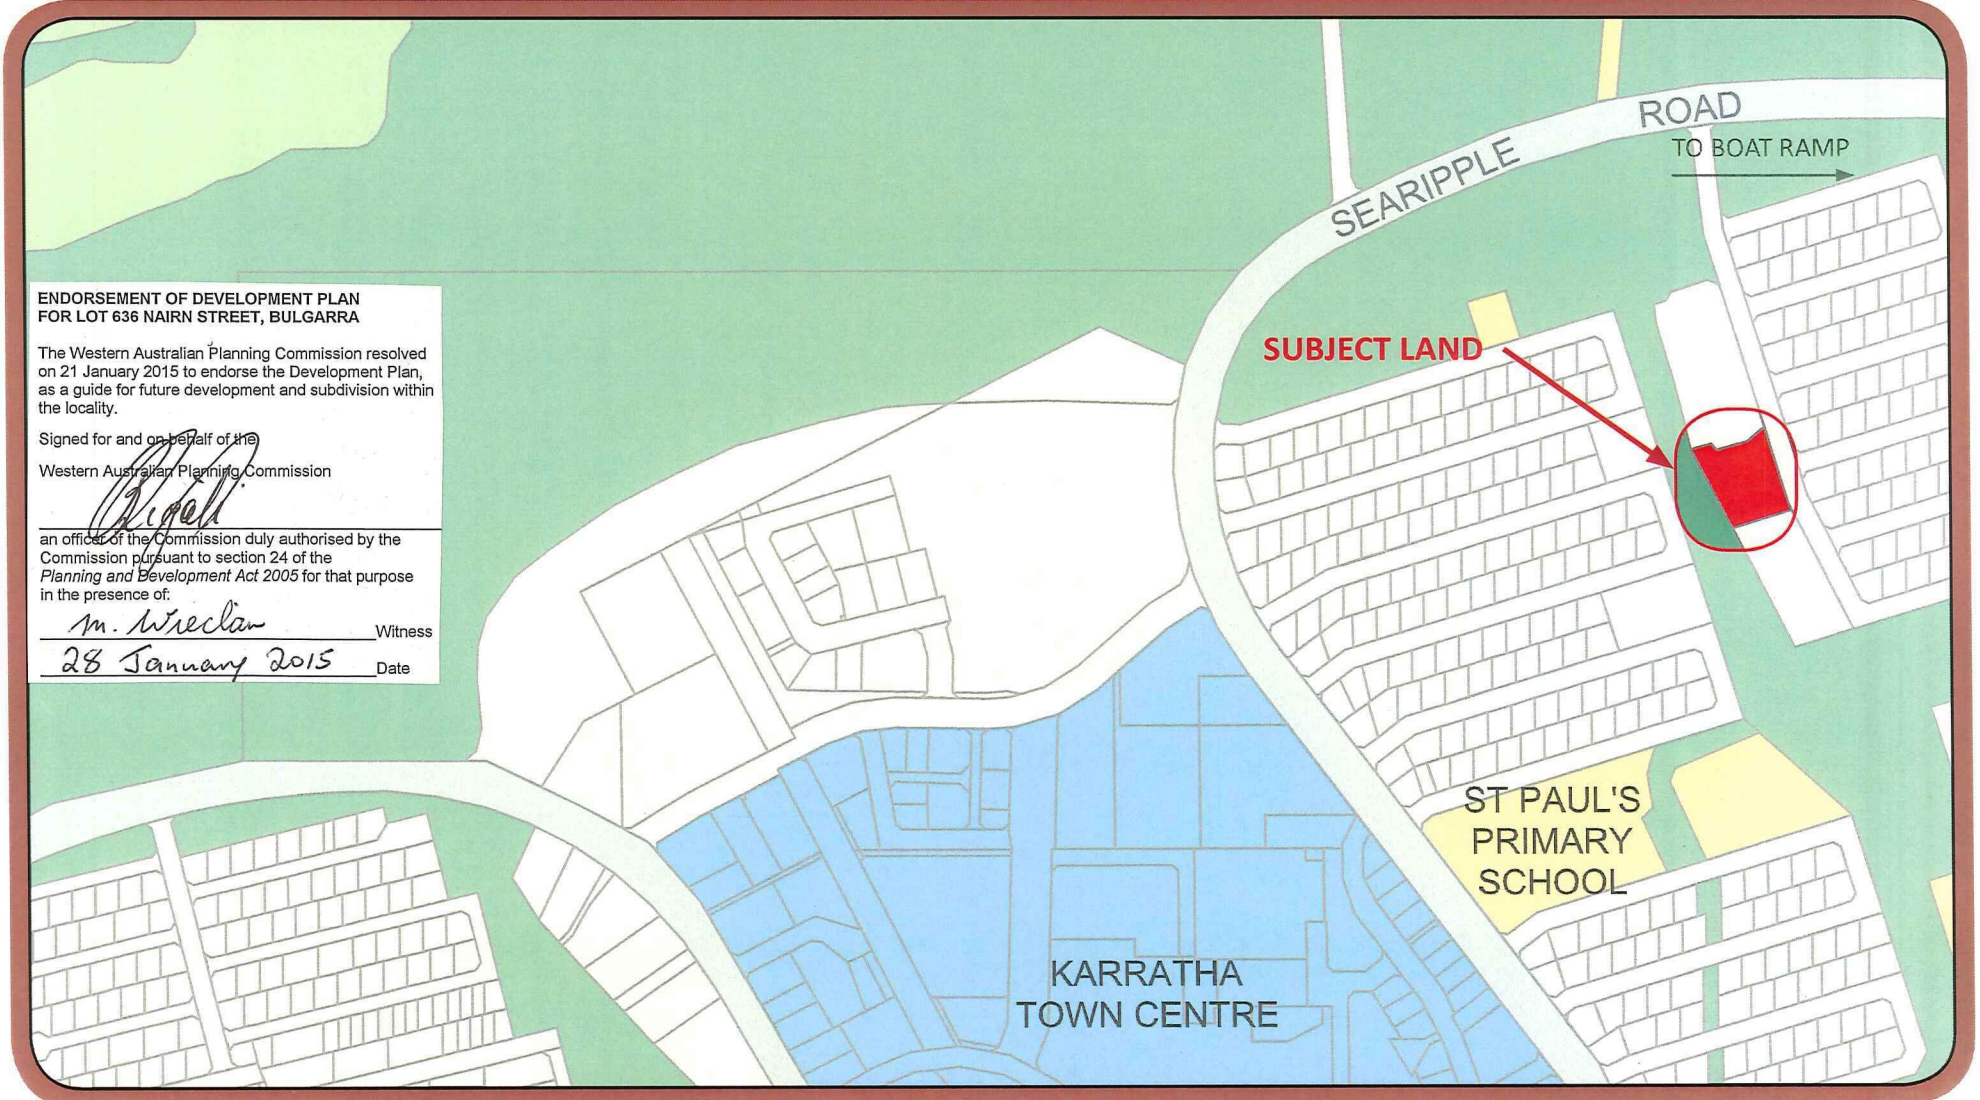 ENDORSEMENT OF DEVELOPMENT PLAN
FOR LOT 636 NAIRN STREET, BULGARRA
The Western Australian Planning Commission resolved
on 21 January 2015 to endorse the Development Plan,
as a guide for future development and subdivision within
the locality.
Signed for and on behalf of the
Western Australian Planning Commission
an officer of the Commission duly authorised by the
Commission pursuant to section 24 of the
Planning and Development Act 2005 for that purpose
in the presence of:
Witness
28 January 2015 Date
SEARIPPLE ROAD
TO BOAT RAMP
SUBJECT LAND
ST PAUL'S
PRIMARY
SCHOOL
KARRATHA
TOWN CENTRE